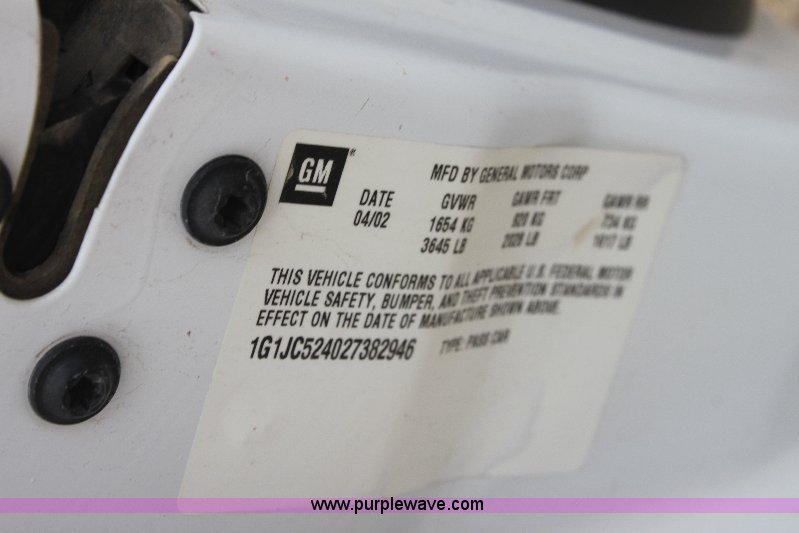 GM
MFD BY GENERAL MOTORS CORP
DATE GVWR GAWR FRT GAWR RR
04/02 1654 KG 920 KG 734 KG
3645 LB 2028 LB 1617 LB
THIS VEHICLE CONFORMS TO ALL APPLICABLE U.S. FEDERAL MOTOR
VEHICLE SAFETY, BUMPER, AND THEFT PREVENTION STANDARDS IN
EFFECT ON THE DATE OF MANUFACTURE SHOWN ABOVE.
1G1JC524027382946 TYPE: PASS CAR
www.purplewave.com